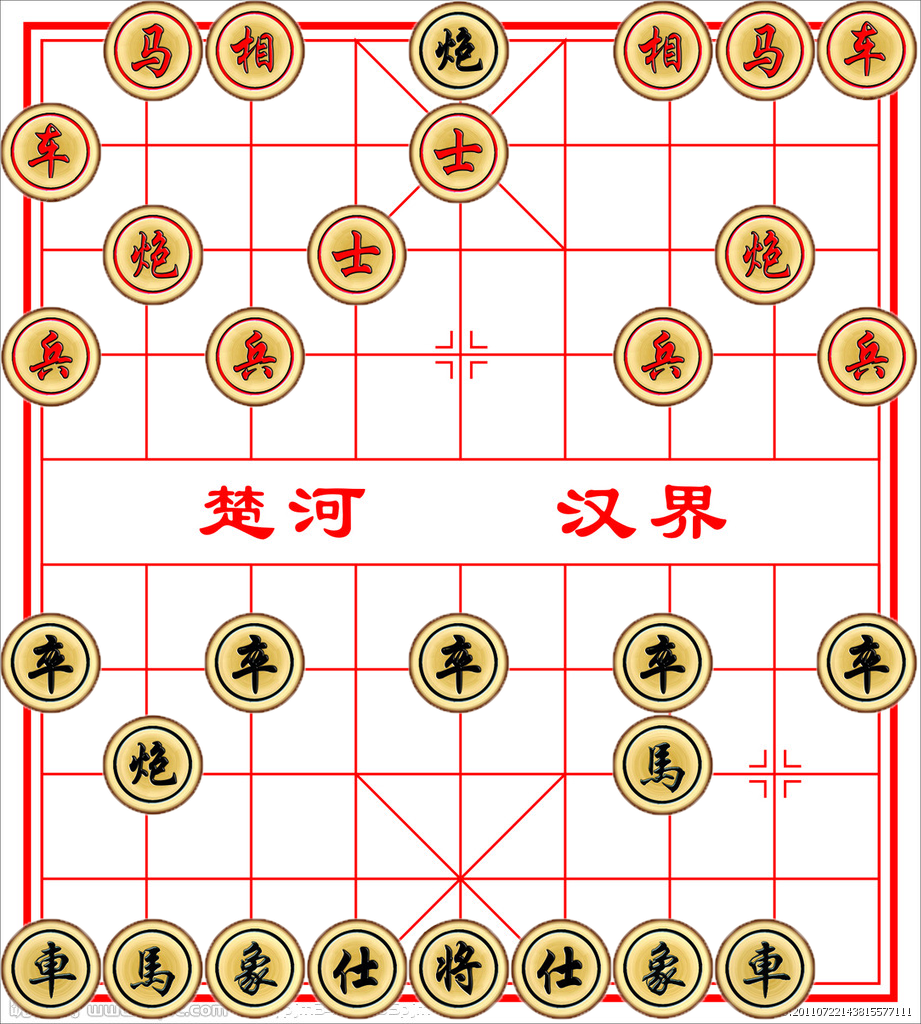 马 相 炮 相 马 车
车 士
炮 士 炮
兵 兵 兵 兵
楚河 汉界
卒 卒 卒 卒 卒
炮 馬
車 馬 象 仕 将 仕 象 車
.20110722143815577111